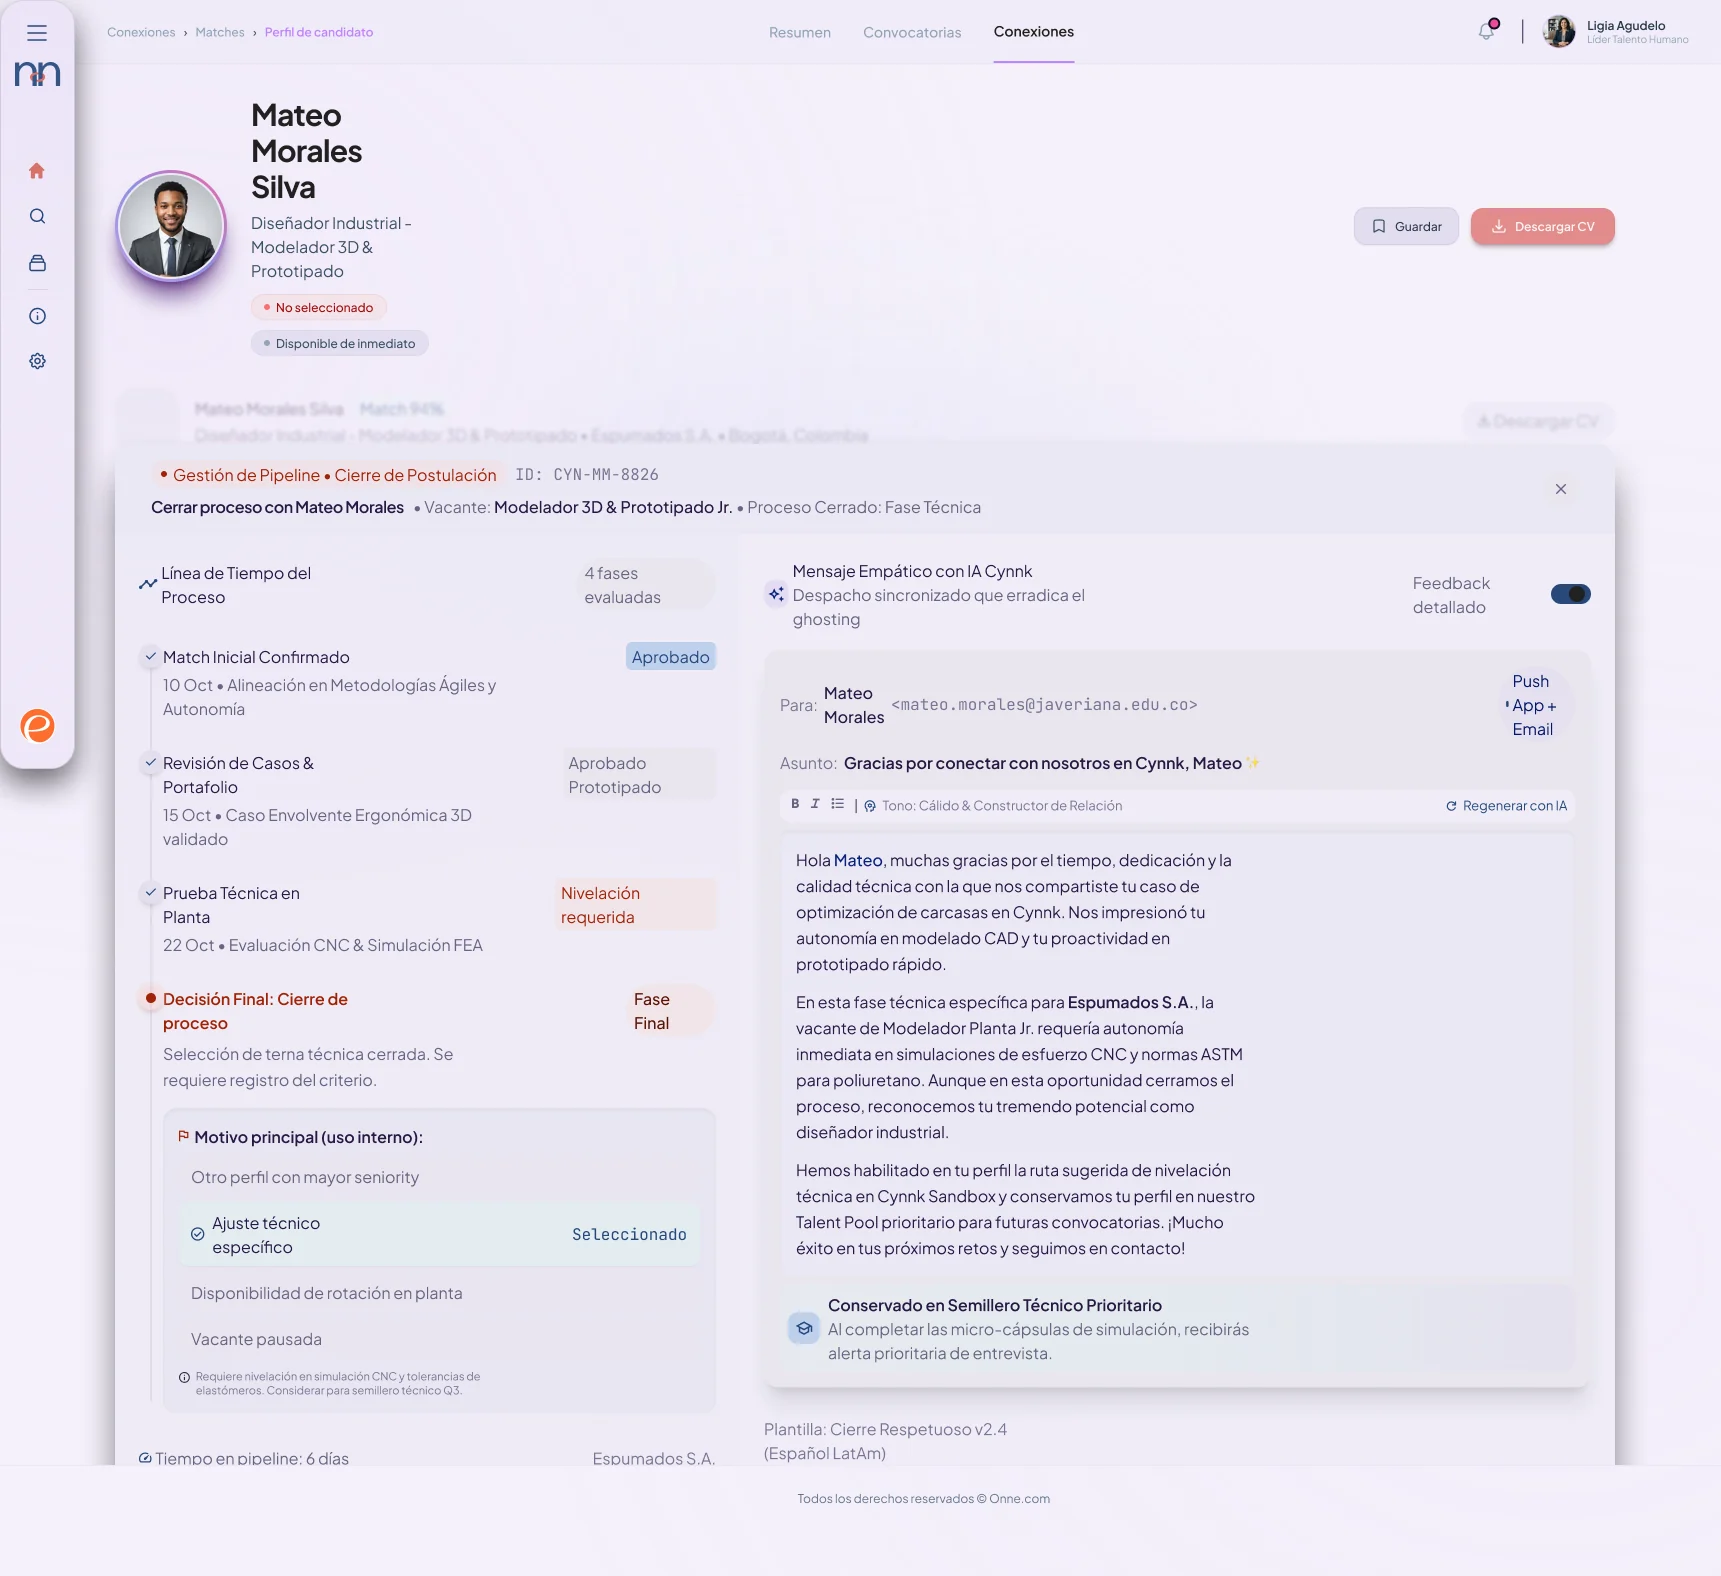 Conexiones › Matches › Perfil de candidato
Resumen
Convocatorias
Conexiones
Ligia Agudelo
Líder Talento Humano
Mateo
Morales
Silva
Diseñador Industrial -
Modelador 3D &
Prototipado
No seleccionado
Disponible de inmediato
Guardar
Descargar CV
Mateo Morales Silva Match 94%
Descargar CV
Diseñador Industrial - Modelador 3D & Prototipado • Espumados S.A. • Bogotá, Colombia
Gestión de Pipeline • Cierre de Postulación ID: CYN-MM-8826
Cerrar proceso con Mateo Morales • Vacante: Modelador 3D & Prototipado Jr. • Proceso Cerrado: Fase Técnica
Línea de Tiempo del
Proceso
4 fases
evaluadas
Match Inicial Confirmado
Aprobado
10 Oct • Alineación en Metodologías Ágiles y
Autonomía
Revisión de Casos &
Portafolio
Aprobado
Prototipado
15 Oct • Caso Envolvente Ergonómica 3D
validado
Prueba Técnica en
Planta
Nivelación
requerida
22 Oct • Evaluación CNC & Simulación FEA
Decisión Final: Cierre de
proceso
Fase
Final
Selección de terna técnica cerrada. Se
requiere registro del criterio.
Motivo principal (uso interno):
Otro perfil con mayor seniority
Ajuste técnico
específico
Seleccionado
Disponibilidad de rotación en planta
Vacante pausada
Requiere nivelación en simulación CNC y tolerancias de
elastómeros. Considerar para semillero técnico Q3.
Tiempo en pipeline: 6 días
Espumados S.A.
Mensaje Empático con IA Cynnk
Despacho sincronizado que erradica el
ghosting
Feedback
detallado
Para:
Mateo
Morales
<mateo.morales@javeriana.edu.co>
Push
App +
Email
Asunto: Gracias por conectar con nosotros en Cynnk, Mateo✨
B I | Tono: Cálido & Constructor de Relación
Regenerar con IA
Hola Mateo, muchas gracias por el tiempo, dedicación y la
calidad técnica con la que nos compartiste tu caso de
optimización de carcasas en Cynnk. Nos impresionó tu
autonomía en modelado CAD y tu proactividad en
prototipado rápido.
En esta fase técnica específica para Espumados S.A., la
vacante de Modelador Planta Jr. requería autonomía
inmediata en simulaciones de esfuerzo CNC y normas ASTM
para poliuretano. Aunque en esta oportunidad cerramos el
proceso, reconocemos tu tremendo potencial como
diseñador industrial.
Hemos habilitado en tu perfil la ruta sugerida de nivelación
técnica en Cynnk Sandbox y conservamos tu perfil en nuestro
Talent Pool prioritario para futuras convocatorias. ¡Mucho
éxito en tus próximos retos y seguimos en contacto!
Conservado en Semillero Técnico Prioritario
Al completar las micro-cápsulas de simulación, recibirás
alerta prioritaria de entrevista.
Plantilla: Cierre Respetuoso v2.4
(Español LatAm)
Todos los derechos reservados © Onne.com